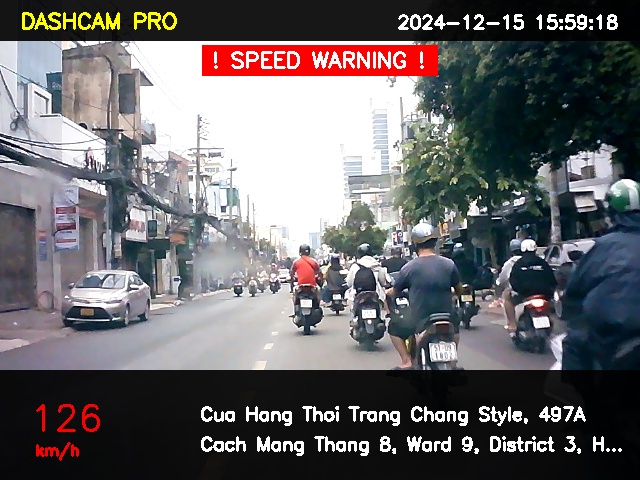 DASHCAM PRO
2024-12-15 15:59:18
! SPEED WARNING !
126
km/h
Cua Hang Thoi Trang Chang Style, 497A
Cach Mang Thang 8, Ward 9, District 3, H...